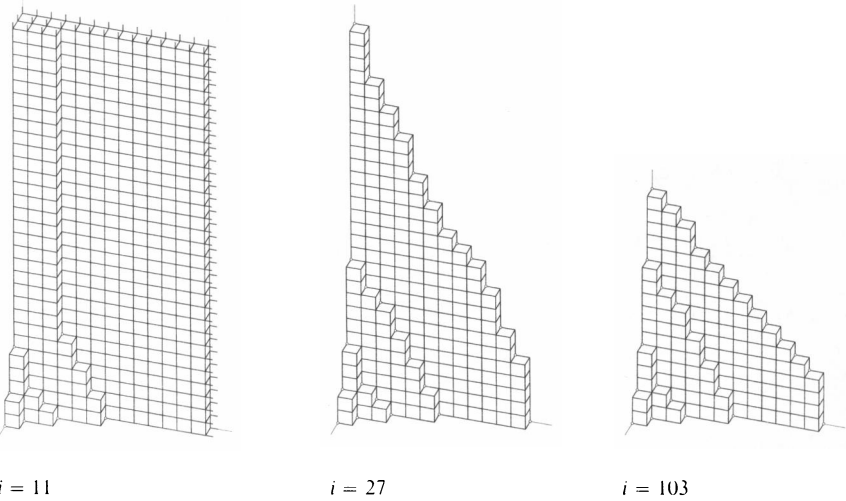 i = 11
i = 27
i = 103